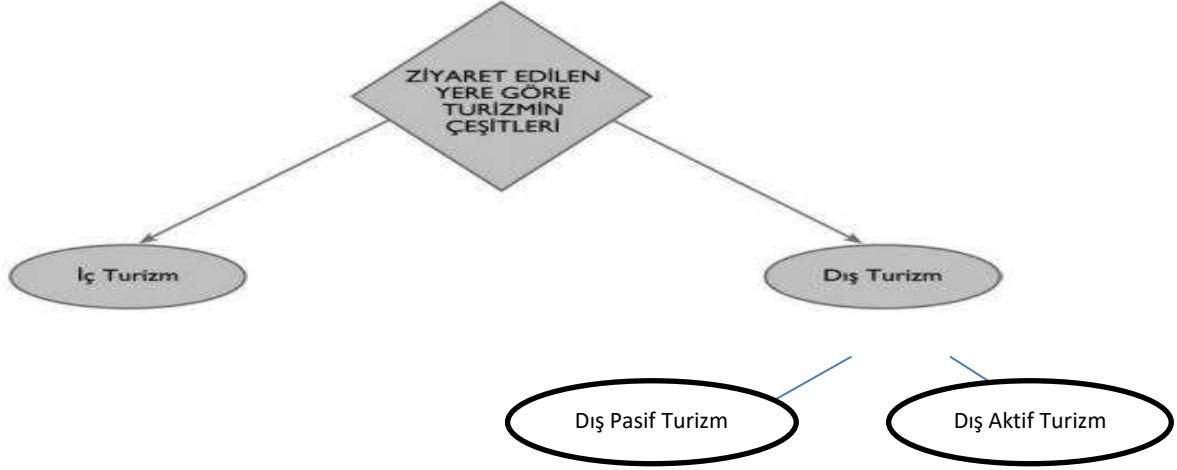 ZİYARET EDİLEN
YERE GÖRE
TURİZMİN
ÇEŞİTLERİ
İç Turizm
Dış Turizm
Dış Pasif Turizm
Dış Aktif Turizm